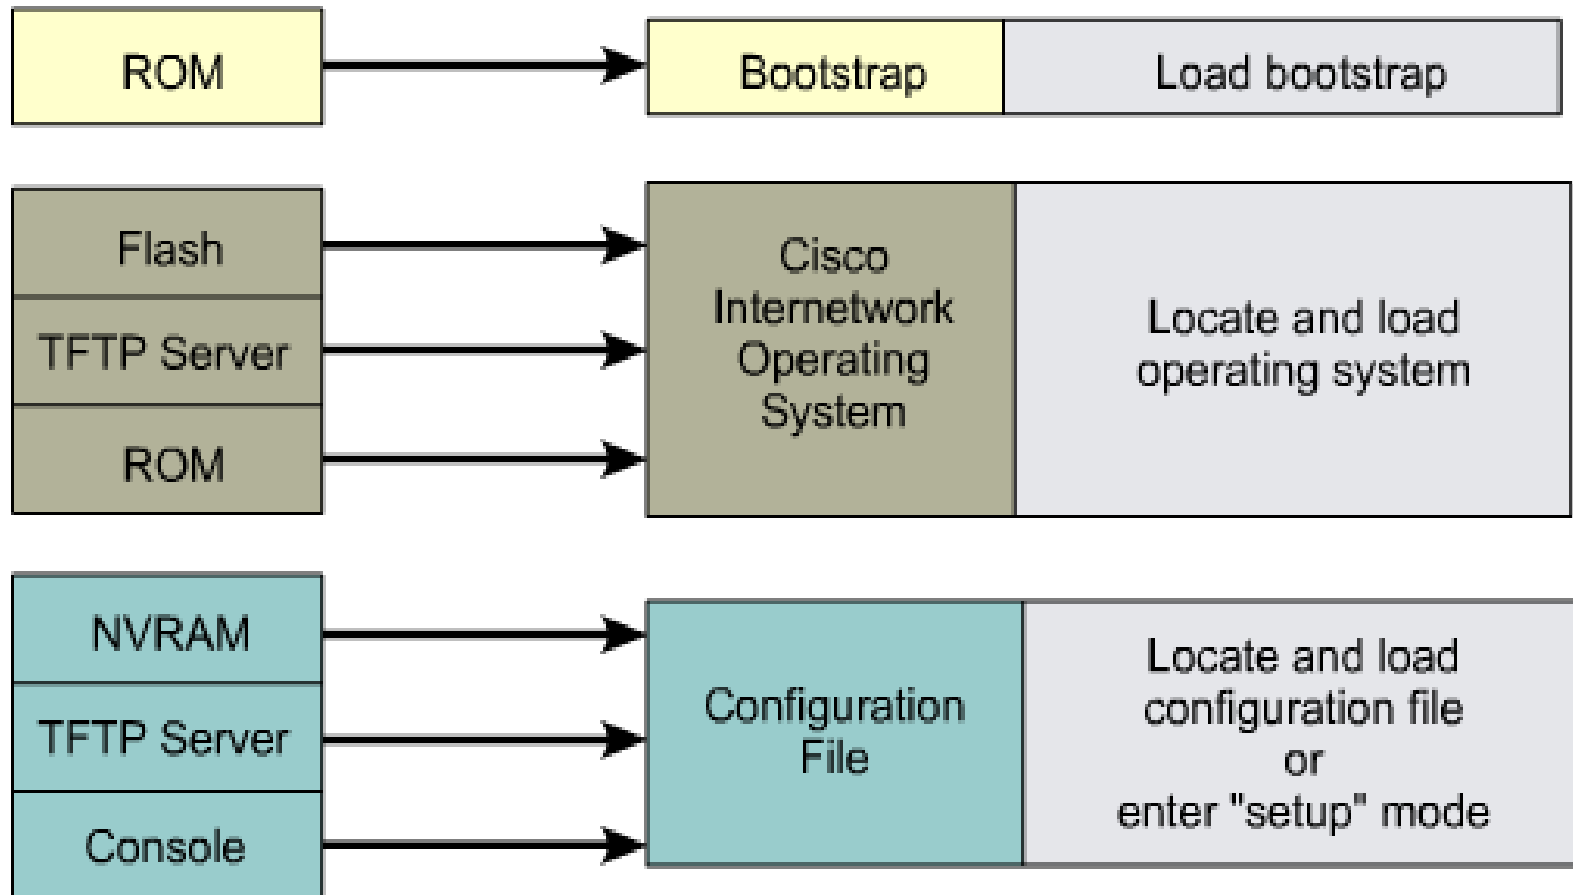 ROM
Bootstrap
Load bootstrap
Flash
TFTP Server
ROM
Cisco
Internetwork
Operating
System
Locate and load
operating system
NVRAM
TFTP Server
Console
Configuration
File
Locate and load
configuration file
or
enter "setup" mode